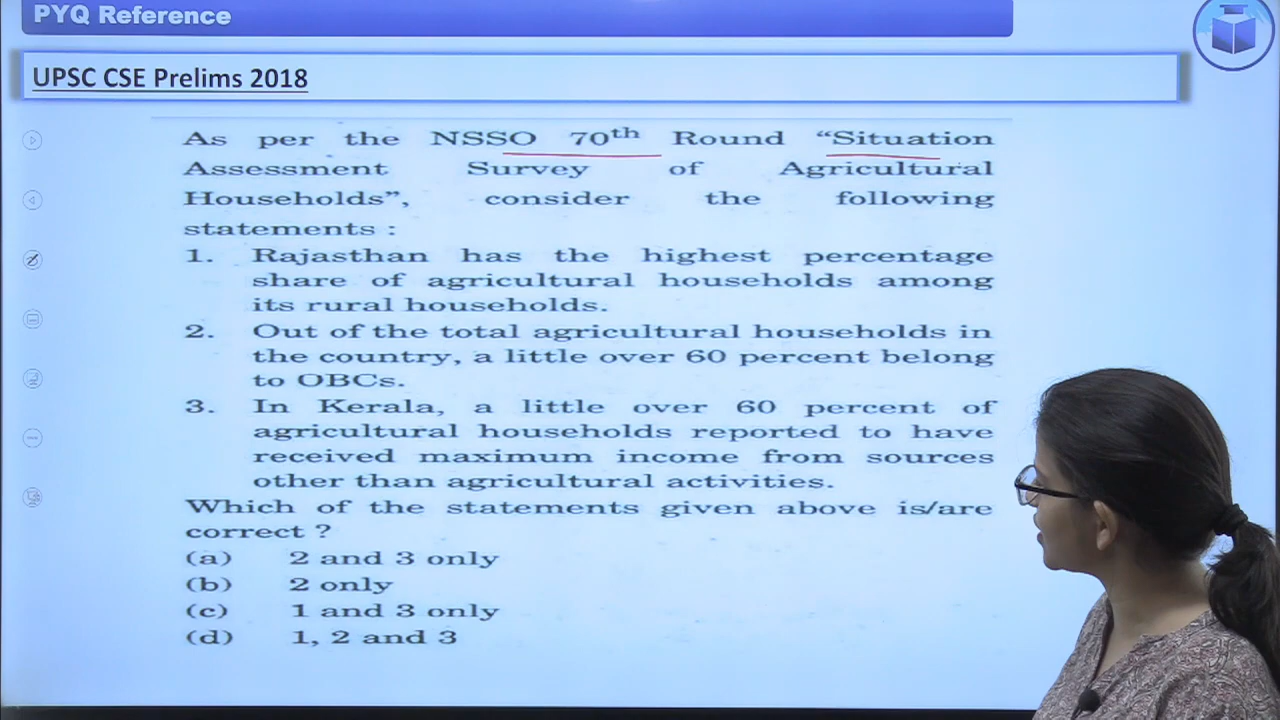 PYQ Reference
UPSC CSE Prelims 2018
As per the NSSO 70th Round “Situation
Assessment Survey of Agricultural
Households”, consider the following
statements :
1. Rajasthan has the highest percentage
share of agricultural households among
its rural households.
2. Out of the total agricultural households in
the country, a little over 60 percent belong
to OBCs.
3. In Kerala, a little over 60 percent of
agricultural households reported to have
received maximum income from sources
other than agricultural activities.
Which of the statements given above is/are
correct ?
(a) 2 and 3 only
(b) 2 only
(c) 1 and 3 only
(d) 1, 2 and 3